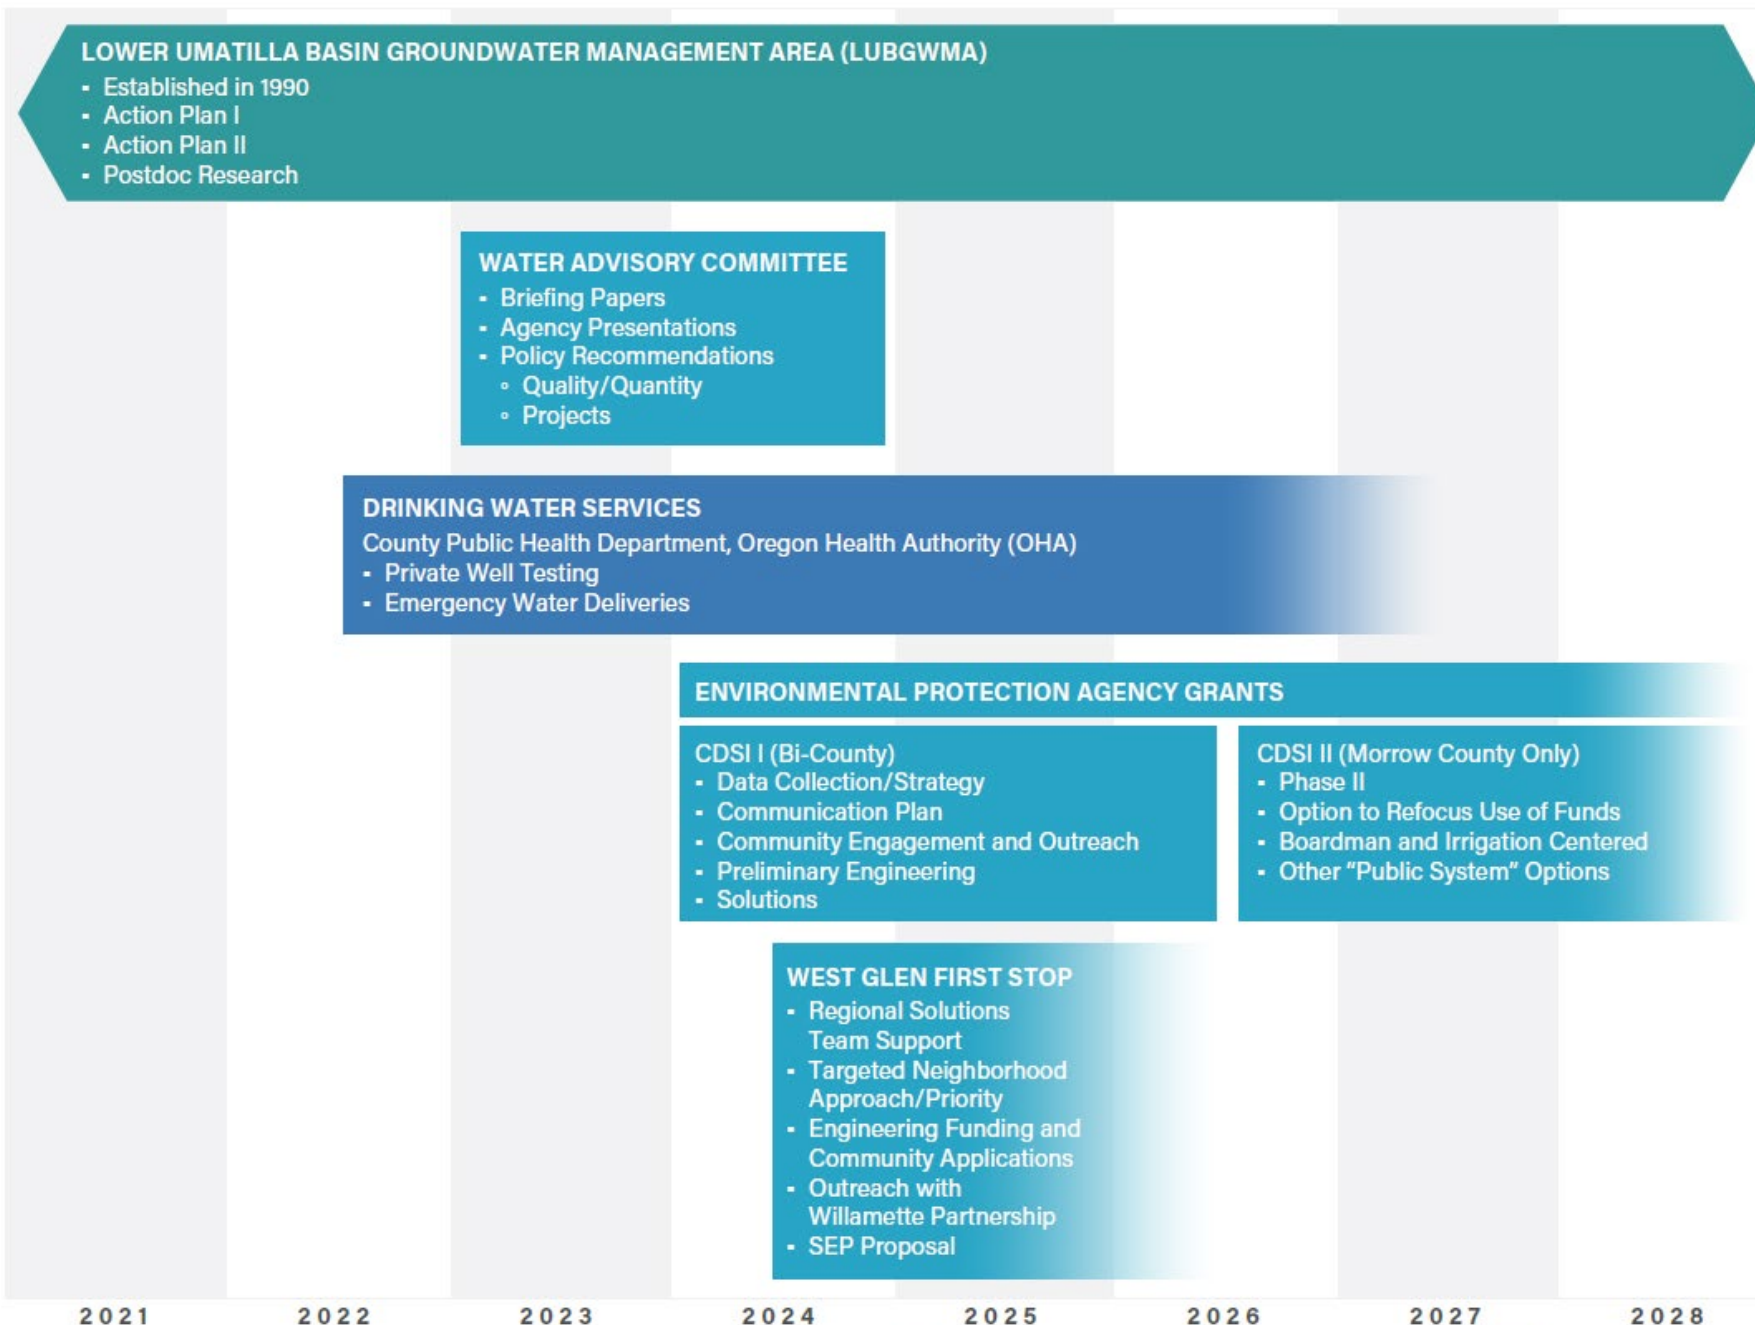 LOWER UMATILLA BASIN GROUNDWATER MANAGEMENT AREA (LUBGWMA)
▪ Established in 1990
▪ Action Plan I
▪ Action Plan II
▪ Postdoc Research
WATER ADVISORY COMMITTEE
▪ Briefing Papers
▪ Agency Presentations
▪ Policy Recommendations
∘ Quality/Quantity
∘ Projects
DRINKING WATER SERVICES
County Public Health Department, Oregon Health Authority (OHA)
▪ Private Well Testing
▪ Emergency Water Deliveries
ENVIRONMENTAL PROTECTION AGENCY GRANTS
CDSI I (Bi-County)
▪ Data Collection/Strategy
▪ Communication Plan
▪ Community Engagement and Outreach
▪ Preliminary Engineering
▪ Solutions
CDSI II (Morrow County Only)
▪ Phase II
▪ Option to Refocus Use of Funds
▪ Boardman and Irrigation Centered
▪ Other "Public System" Options
WEST GLEN FIRST STOP
▪ Regional Solutions
Team Support
▪ Targeted Neighborhood
Approach/Priority
▪ Engineering Funding and
Community Applications
▪ Outreach with
Willamette Partnership
▪ SEP Proposal
2021 2022 2023 2024 2025 2026 2027 2028